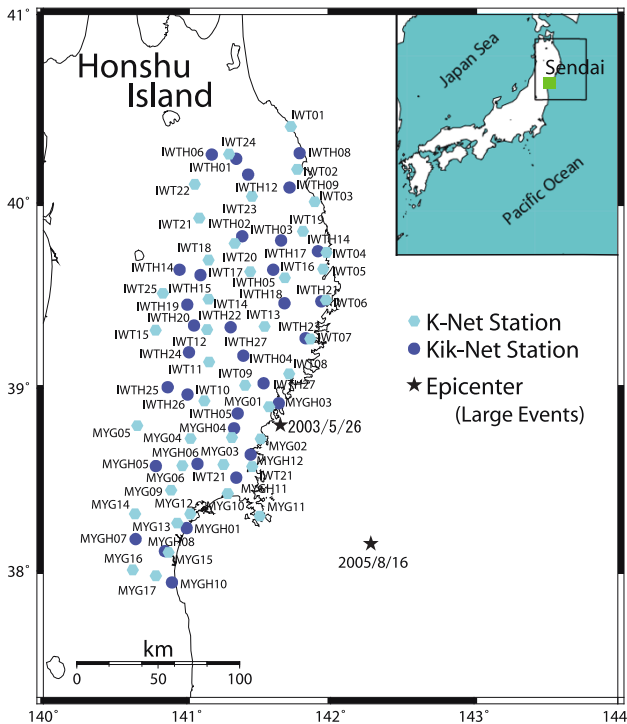 41°
40°
39°
38°
140°
141°
142°
143°
144
Honshu
Island
Japan Sea
Sendai
Pacific Ocean
K-Net Station
Kik-Net Station
Epicenter
(Large Events)
2003/5/26
2005/8/16
km
0 50 100
IWT01
IWT24
IWTH06
IWTH08
IWTH01
IWT02
IWT22
IWTH12
IWTH09
IWT03
IWT23
IWT21
IWTH02
IWT19
IWTH03
IWTH14
IWT18
IWTH17
IWT04
IWT20
IWTH14
IWT17
IWT16
IWT05
IWT25
IWTH15
IWTH18
IWTH21
IWTH19
IWT14
IWT06
IWTH20
IWTH22
IWT13
IWT15
IWTH23
IWT07
IWT12
IWTH27
IWTH24
IWTH04
IWT08
IWT11
IWT09
IWTH27
IWTH25
IWT10
MYG01
MYGH03
IWTH26
IWTH05
MYG05
MYGH04
MYG04
MYG02
MYGH06
MYG03
MYGH12
MYGH05
MYG06
IWT21
IWT21
MYG09
MYGH11
MYG14
MYG12
MYG10
MYG11
MYG13
MYGH01
MYGH07
MYGH08
MYG15
MYG16
MYG17
MYGH10